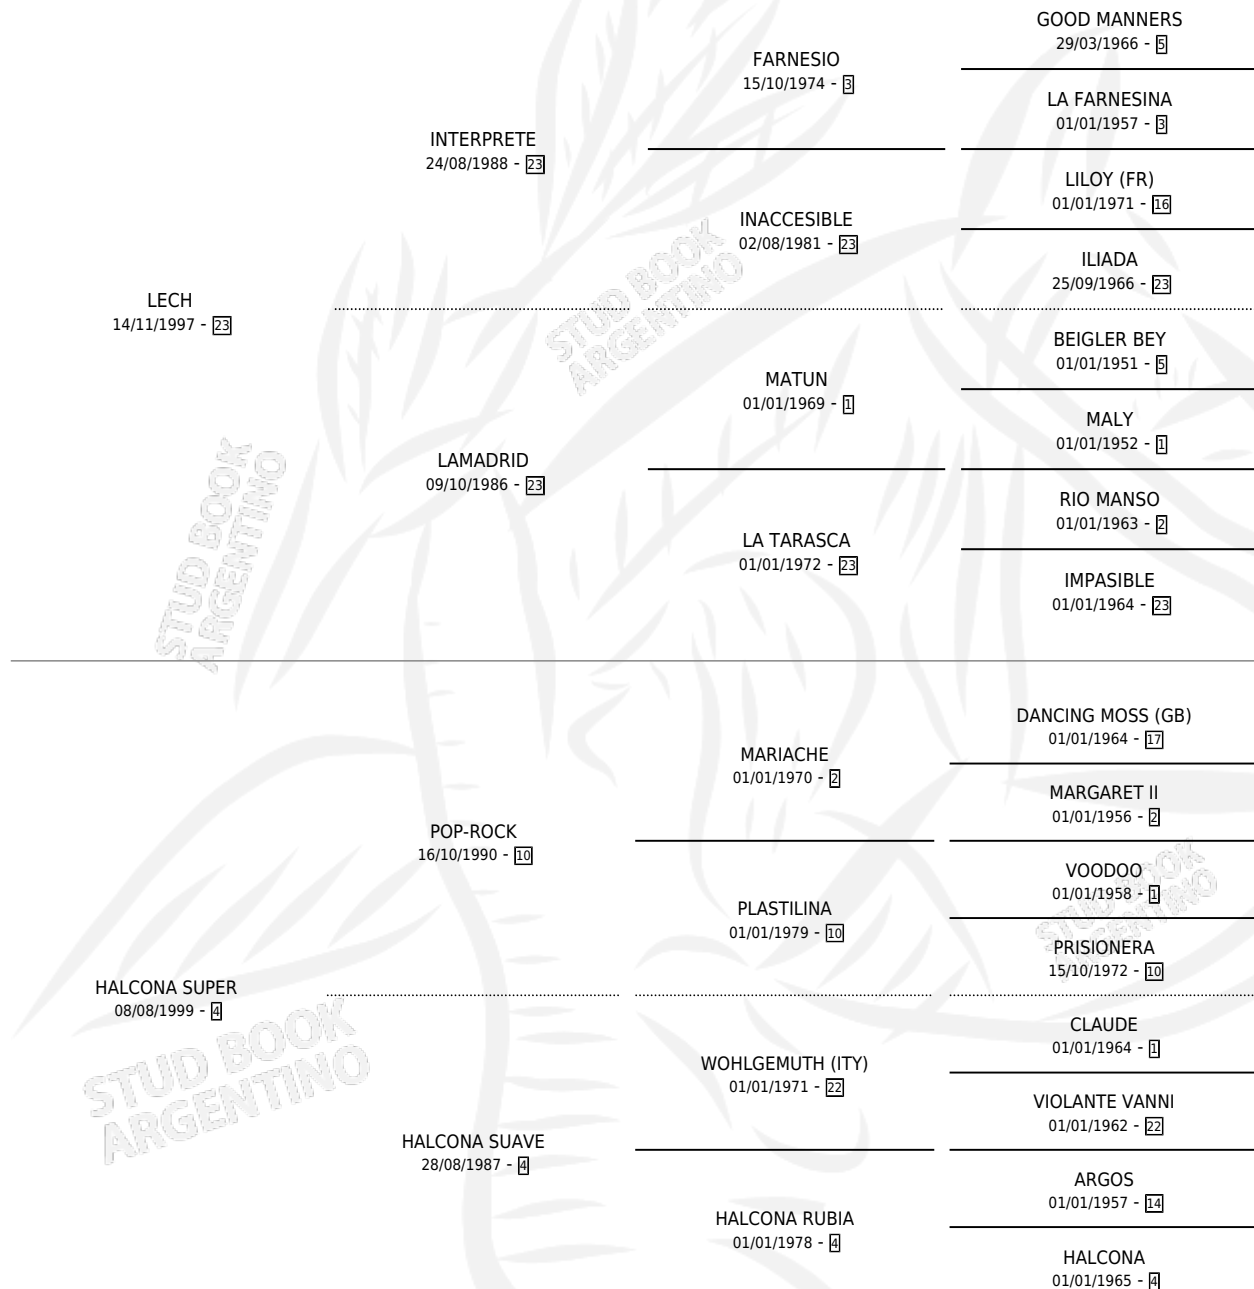 GOOD MANNERS
29/03/1966 - 5
FARNESIO
15/10/1974 - 3
LA FARNESINA
01/01/1957 - 3
INTERPRETE
24/08/1988 - 23
LILOY (FR)
01/01/1971 - 16
INACCESIBLE
02/08/1981 - 23
ILIADA
25/09/1966 - 23
LECH
14/11/1997 - 23
BEIGLER BEY
01/01/1951 - 5
MATUN
01/01/1969 - 1
MALY
01/01/1952 - 1
LAMADRID
09/10/1986 - 23
RIO MANSO
01/01/1963 - 2
LA TARASCA
01/01/1972 - 23
IMPASIBLE
01/01/1964 - 23
DANCING MOSS (GB)
01/01/1964 - 17
MARIACHE
01/01/1970 - 2
MARGARET II
01/01/1956 - 2
POP-ROCK
16/10/1990 - 10
VOODOO
01/01/1958 - 1
PLASTILINA
01/01/1979 - 10
PRISIONERA
15/10/1972 - 10
HALCONA SUPER
08/08/1999 - 4
CLAUDE
01/01/1964 - 1
WOHLGEMUTH (ITY)
01/01/1971 - 22
VIOLANTE VANNI
01/01/1962 - 22
HALCONA SUAVE
28/08/1987 - 4
ARGOS
01/01/1957 - 14
HALCONA RUBIA
01/01/1978 - 4
HALCONA
01/01/1965 - 4
STUD BOOK
ARGENTINO
STUD BOOK
ARGENTINO
STUD BOOK
ARGENTINO
STUD BOOK
ARGENTINO